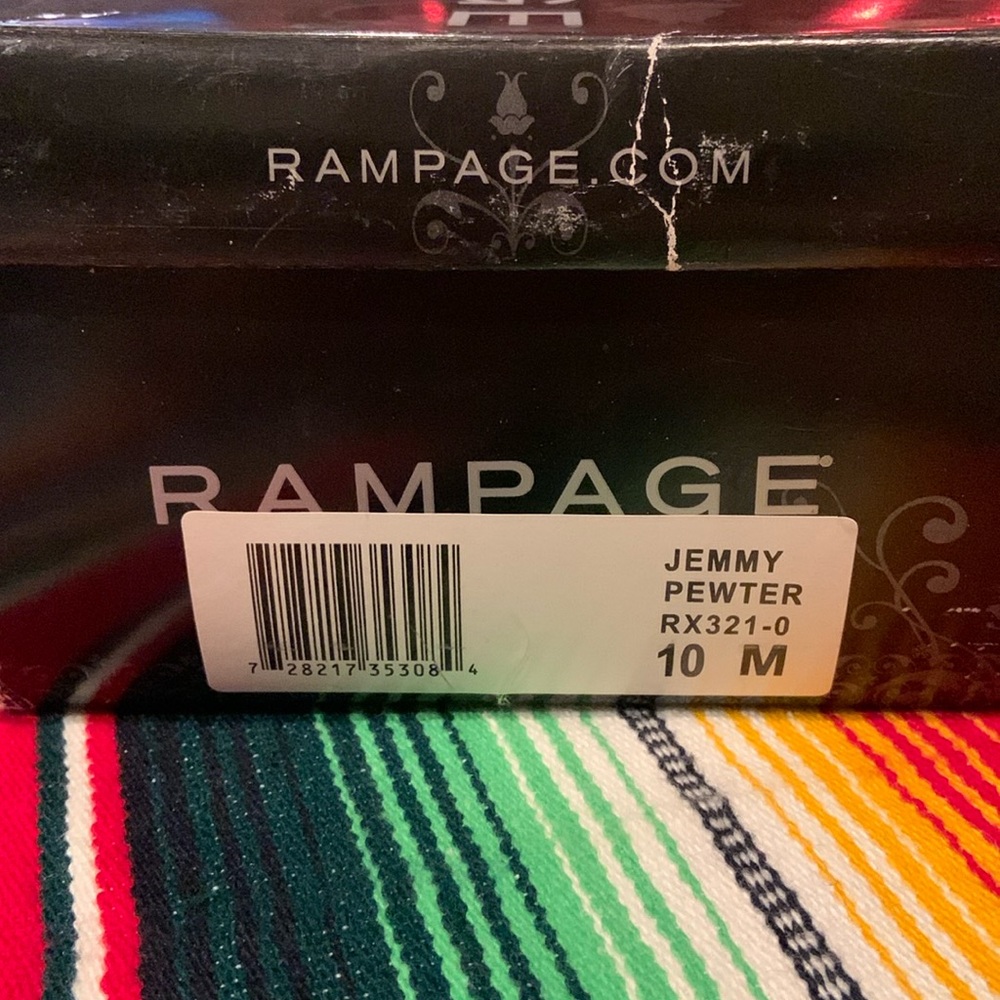 RAMPAGE.COM
RAMPAGE
JEMMY
PEWTER
RX321-0
10 M
7 28217 35308 4